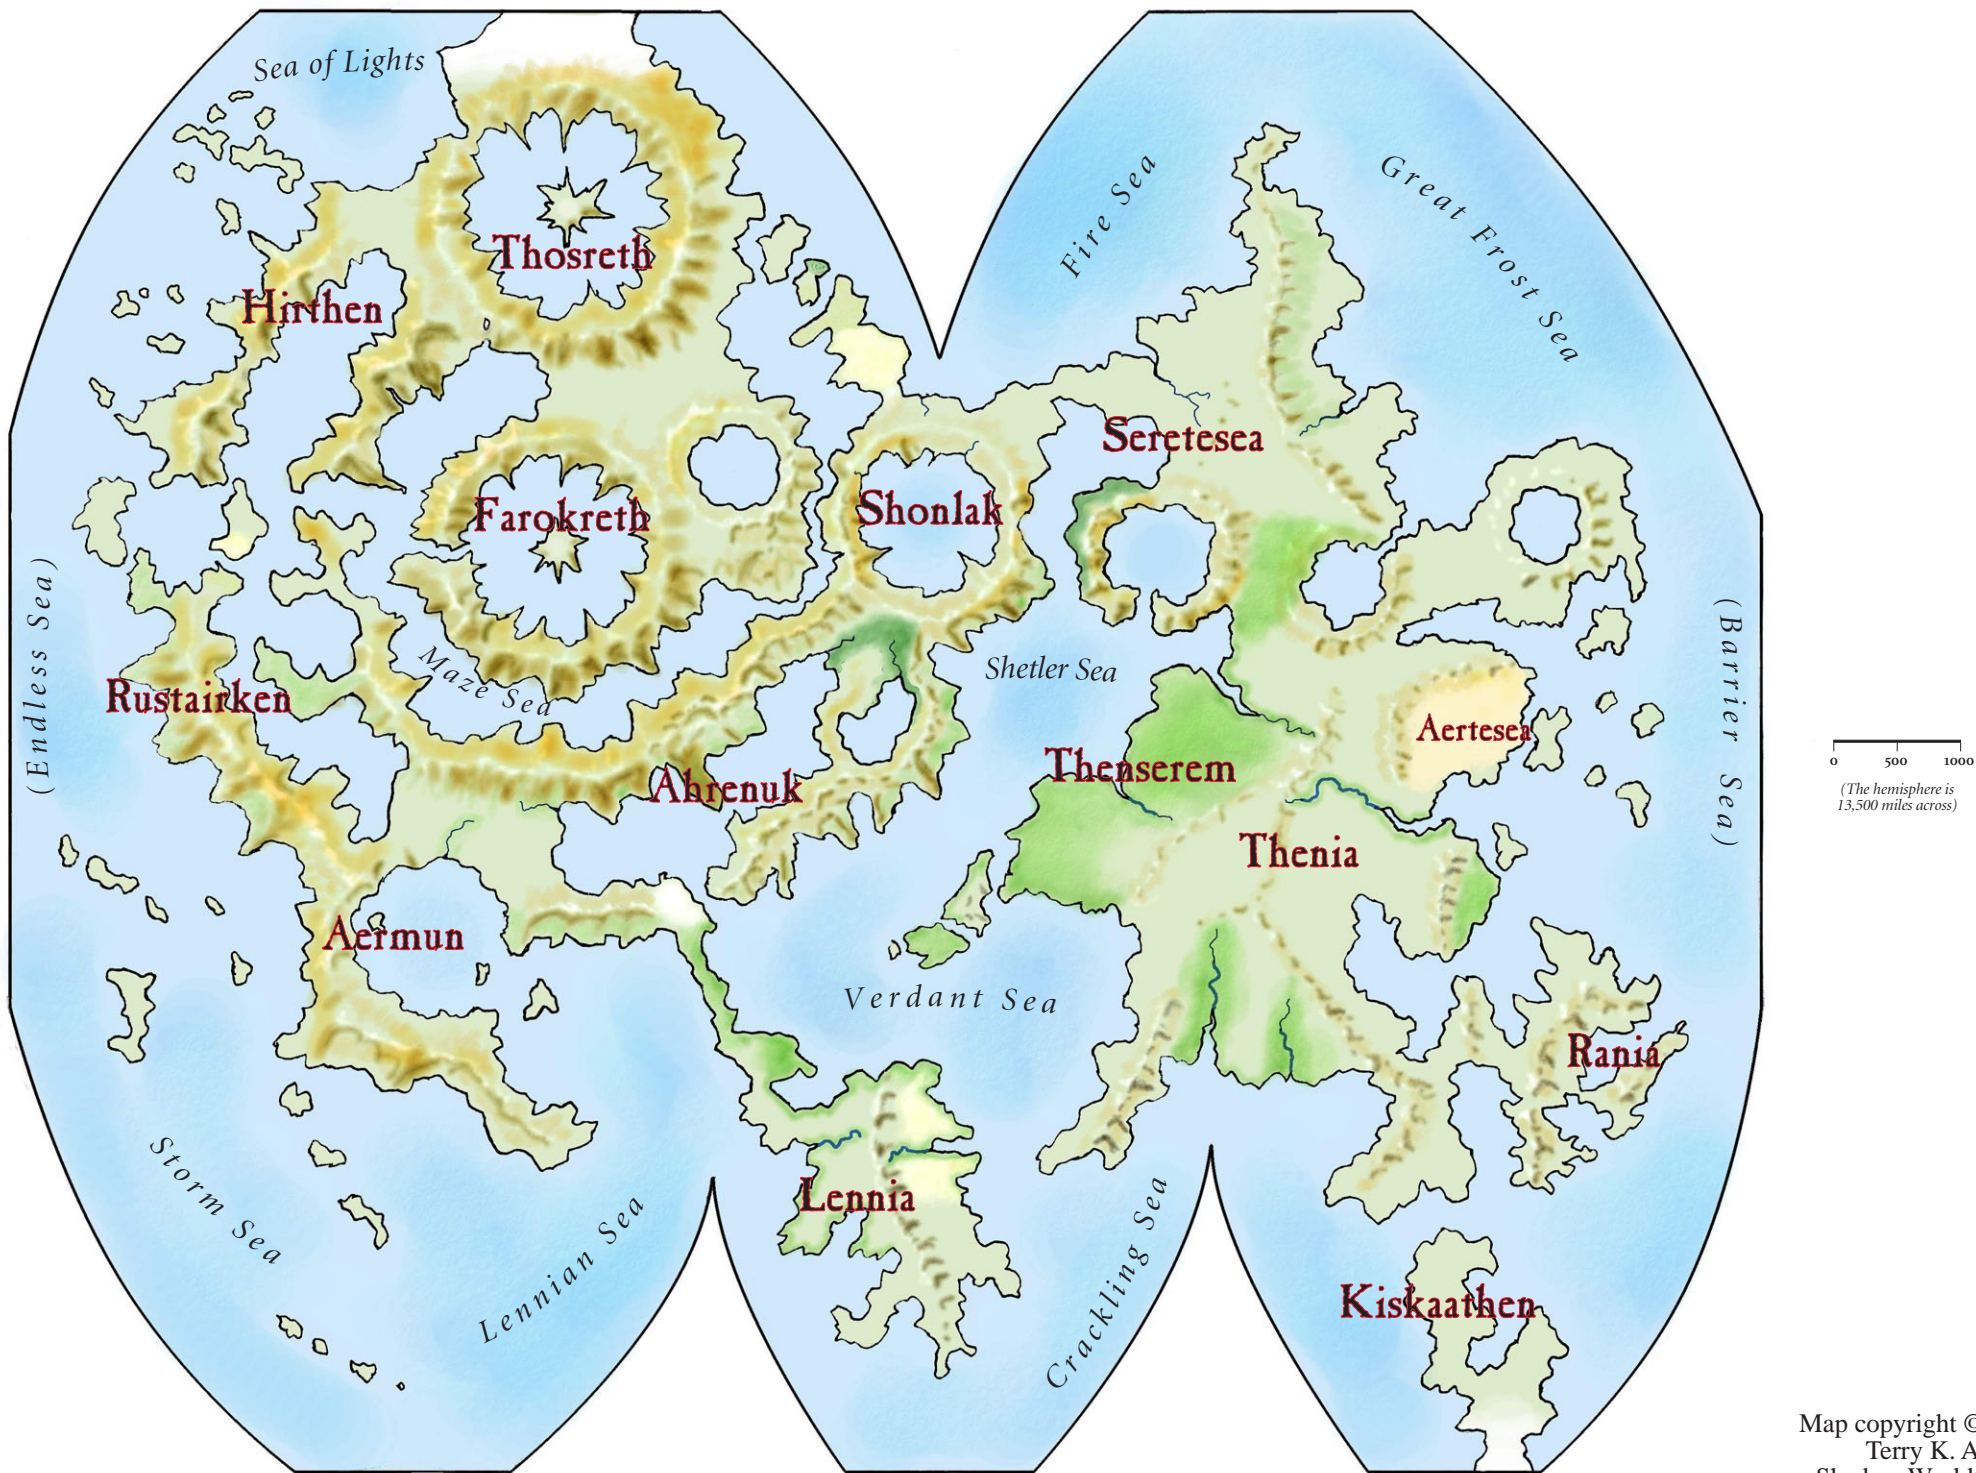 Sea of Lights
Thosreth
Hirthen
Fire Sea
Great Frost Sea
Seretesea
Farokreth
Shonlak
(Endless Sea)
(Barrier Sea)
Maze Sea
Shetler Sea
Rustairken
Aertesea
Ahrenuk
Thenserem
0 500 1000
(The hemisphere is
13,500 miles across)
Thenia
Aermun
Verdant Sea
Rania
Storm Sea
Lennian Sea
Lennia
Crackling Sea
Kiskaathen
Map copyright ©
Terry K. A